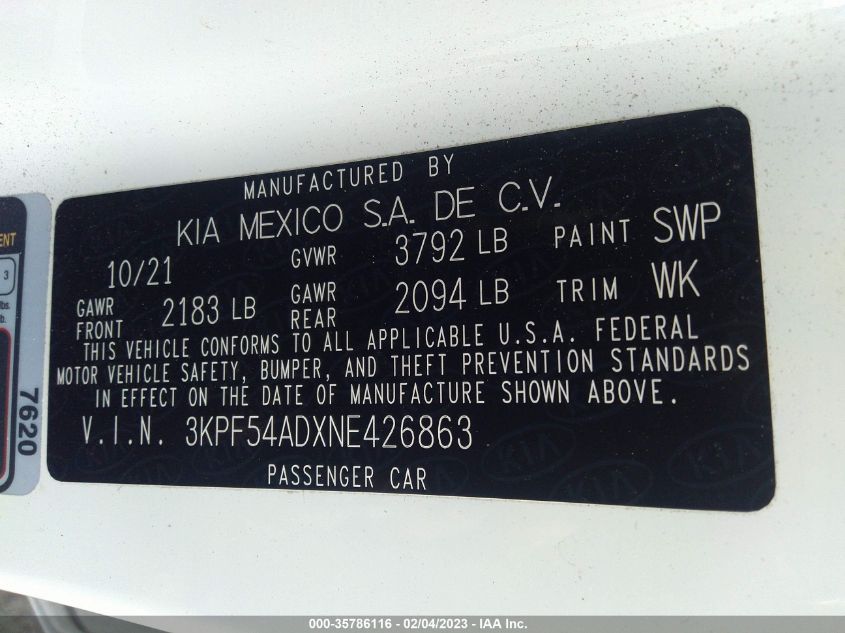 MANUFACTURED BY
KIA MEXICO S.A. DE C.V.
10/21 GVWR 3792 LB PAINT SWP
GAWR FRONT 2183 LB GAWR REAR 2094 LB TRIM WK
THIS VEHICLE CONFORMS TO ALL APPLICABLE U.S.A. FEDERAL
MOTOR VEHICLE SAFETY, BUMPER, AND THEFT PREVENTION STANDARDS
IN EFFECT ON THE DATE OF MANUFACTURE SHOWN ABOVE.
V.I.N. 3KPF54ADXNE426863
PASSENGER CAR
3
lbs.
7620
000-35786116 - 02/04/2023 - IAA Inc.